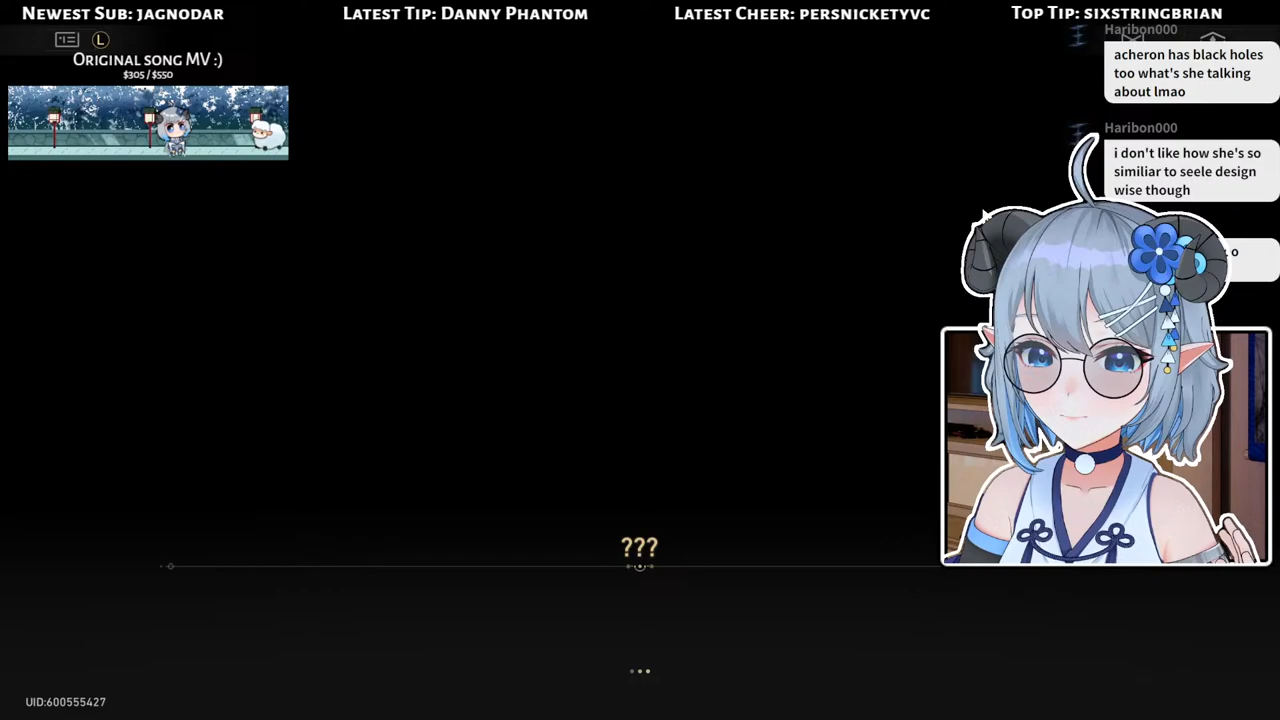 Newest Sub: jagnodar
Latest Tip: Danny Phantom
Latest Cheer: persnicketyvc
Top Tip: sixstringbrian
L
Original song MV :)
$305 / $550
Haribon000
acheron has black holes
too what's she talking
about lmao
Haribon000
i don't like how she's so
similiar to seele design
wise though
o
???
UID:600555427